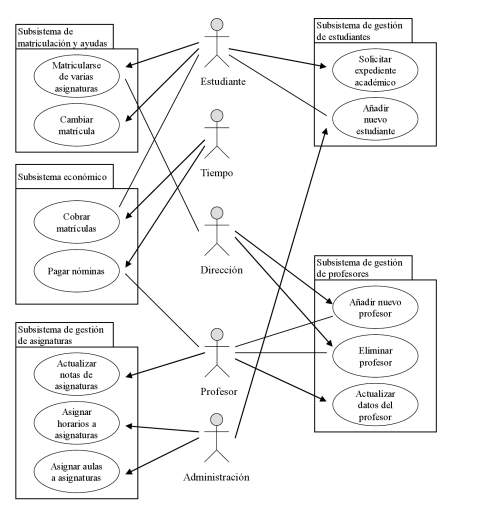 Subsistema de
matriculación y ayudas
Matricularse
de varias
asignaturas
Cambiar
matrícula
Subsistema económico
Cobrar
matrículas
Pagar nóminas
Subsistema de gestión
de asignaturas
Actualizar
notas de
asignaturas
Asignar
horarios a
asignaturas
Asignar aulas
a asignaturas
Estudiante
Tiempo
Dirección
Profesor
Administración
Subsistema de gestión
de estudiantes
Solicitar
expediente
académico
Añadir
nuevo
estudiante
Subsistema de gestión
de profesores
Añadir nuevo
profesor
Eliminar
profesor
Actualizar
datos del
profesor